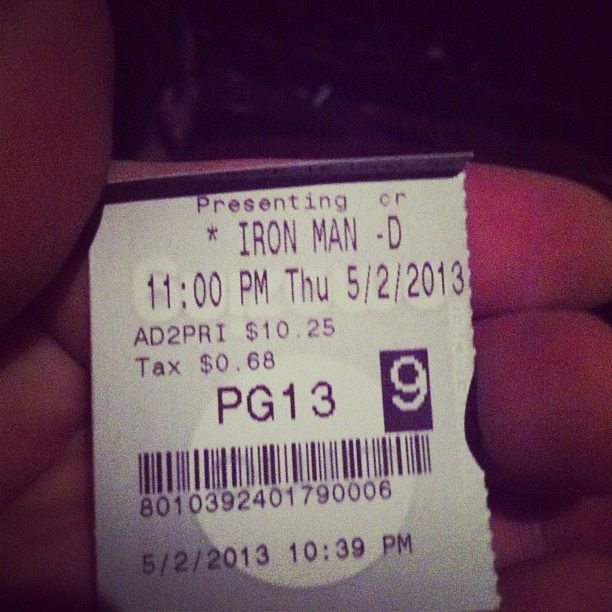 Presenting or
* IRON MAN -D
11:00 PM Thu 5/2/2013
AD2PRI $10.25
Tax $0.68
PG13 9
8010392401790006
5/2/2013 10:39 PM